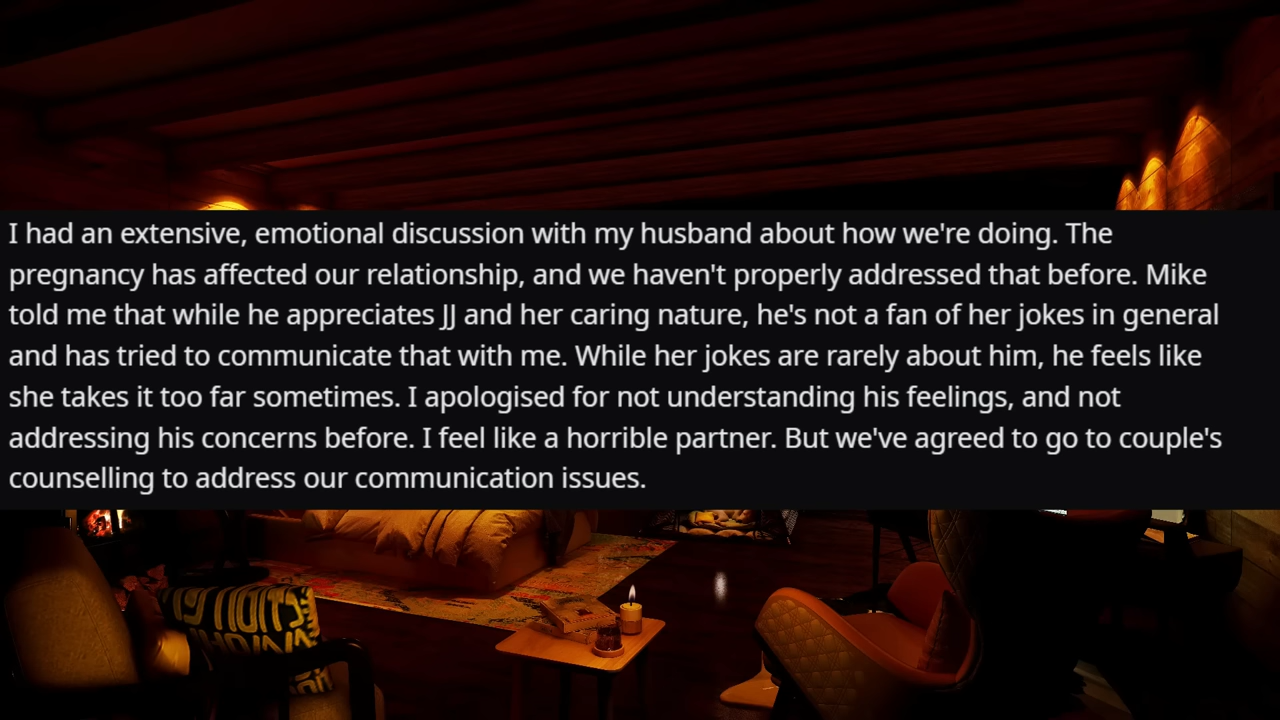 I had an extensive, emotional discussion with my husband about how we're doing. The
pregnancy has affected our relationship, and we haven't properly addressed that before. Mike
told me that while he appreciates JJ and her caring nature, he's not a fan of her jokes in general
and has tried to communicate that with me. While her jokes are rarely about him, he feels like
she takes it too far sometimes. I apologised for not understanding his feelings, and not
addressing his concerns before. I feel like a horrible partner. But we've agreed to go to couple's
counselling to address our communication issues.